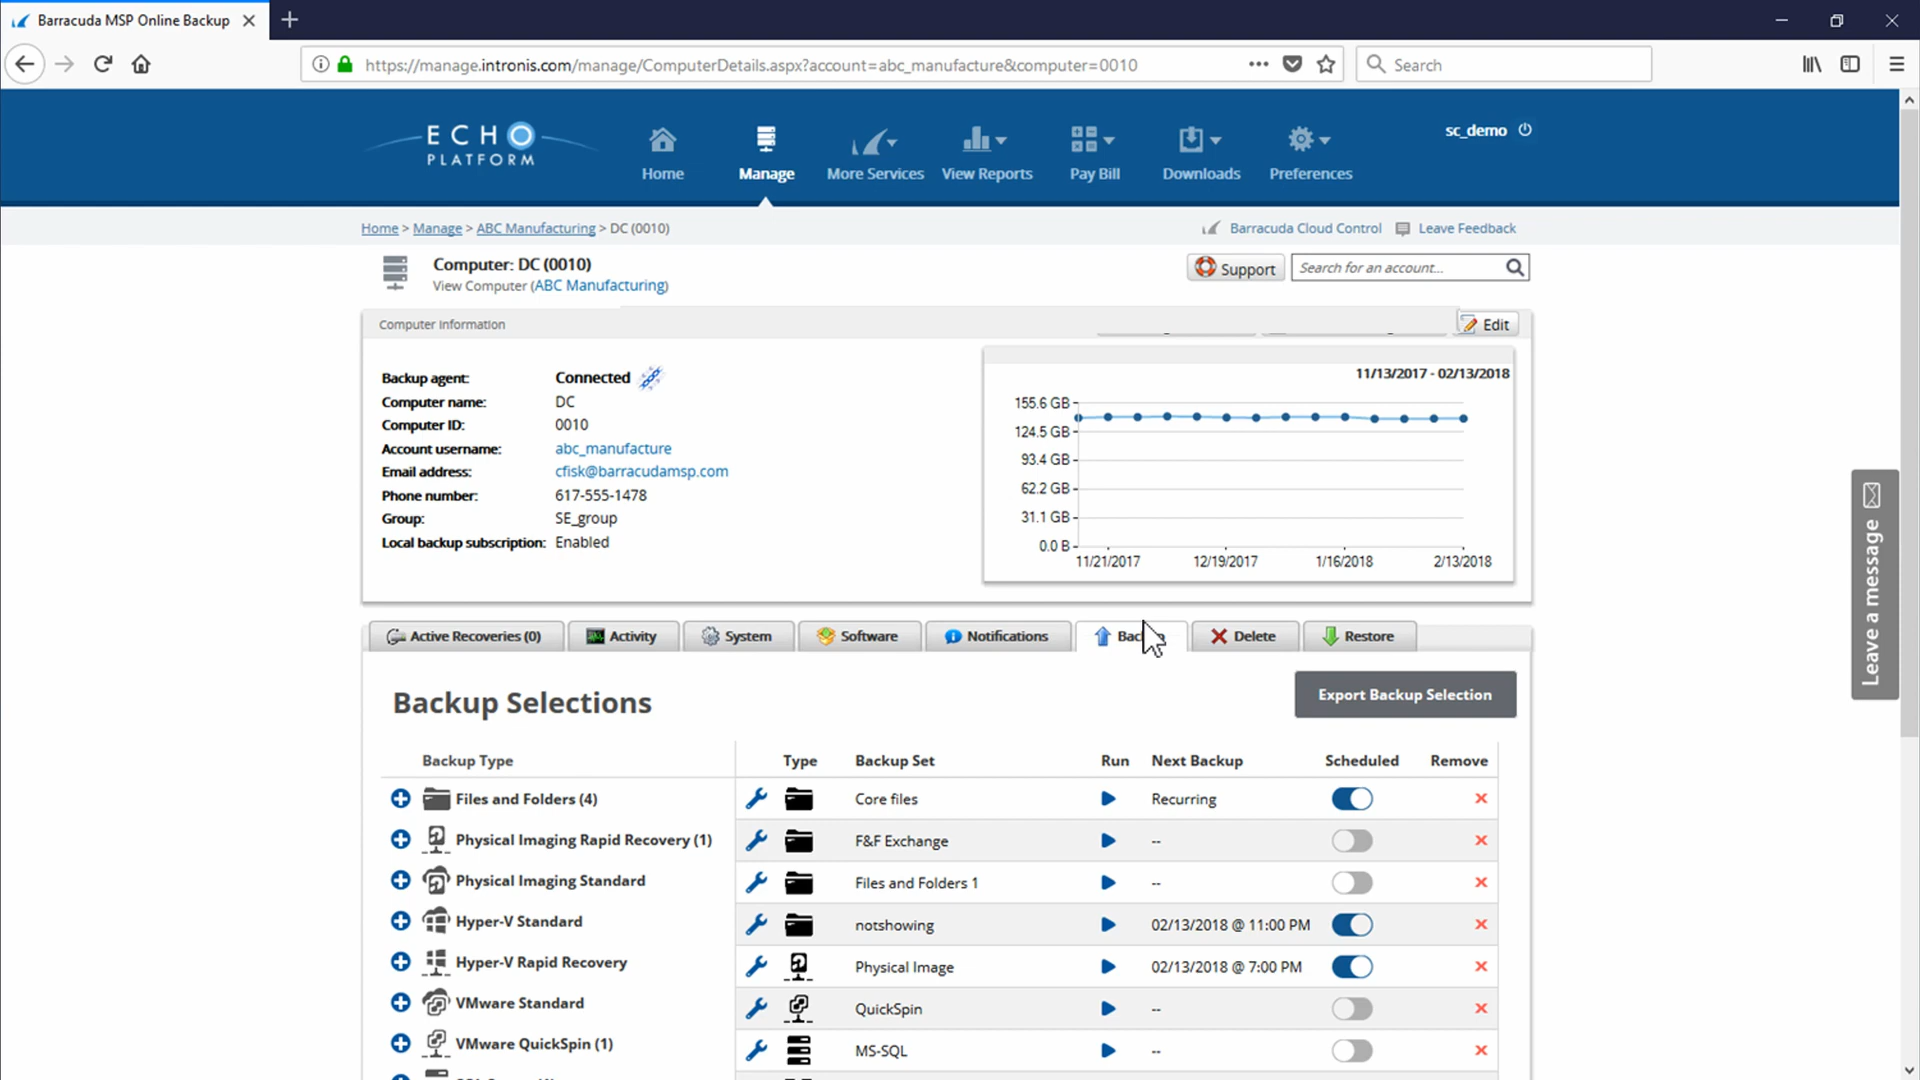 Barracuda MSP Online Backup
https://manage.intronis.com/manage/ComputerDetails.aspx?account=abc_manufacture&computer=0010
Search
ECHO
PLATFORM
Home
Manage
More Services
View Reports
Pay Bill
Downloads
Preferences
sc_demo
Home > Manage > ABC Manufacturing > DC (0010)
Barracuda Cloud Control
Leave Feedback
Computer: DC (0010)
View Computer (ABC Manufacturing)
Support
Search for an account...
Computer Information
Edit
Backup agent: Connected
Computer name: DC
Computer ID: 0010
Account username: abc_manufacture
Email address: cfisk@barracudamsp.com
Phone number: 617-555-1478
Group: SE_group
Local backup subscription: Enabled
11/13/2017 - 02/13/2018
155.6 GB
124.5 GB
93.4 GB
62.2 GB
31.1 GB
0.0 B
11/21/2017 12/19/2017 1/16/2018 2/13/2018
Leave a message
Active Recoveries (0)
Activity
System
Software
Notifications
Delete
Restore
Backup Selections
Export Backup Selection
Backup Type
Files and Folders (4)
Physical Imaging Rapid Recovery (1)
Physical Imaging Standard
Hyper-V Standard
Hyper-V Rapid Recovery
VMware Standard
VMware QuickSpin (1)
Type Backup Set Run Next Backup Scheduled Remove
Core files Recurring
F&F Exchange --
Files and Folders 1 --
notshowing 02/13/2018 @ 11:00 PM
Physical Image 02/13/2018 @ 7:00 PM
QuickSpin --
MS-SQL --